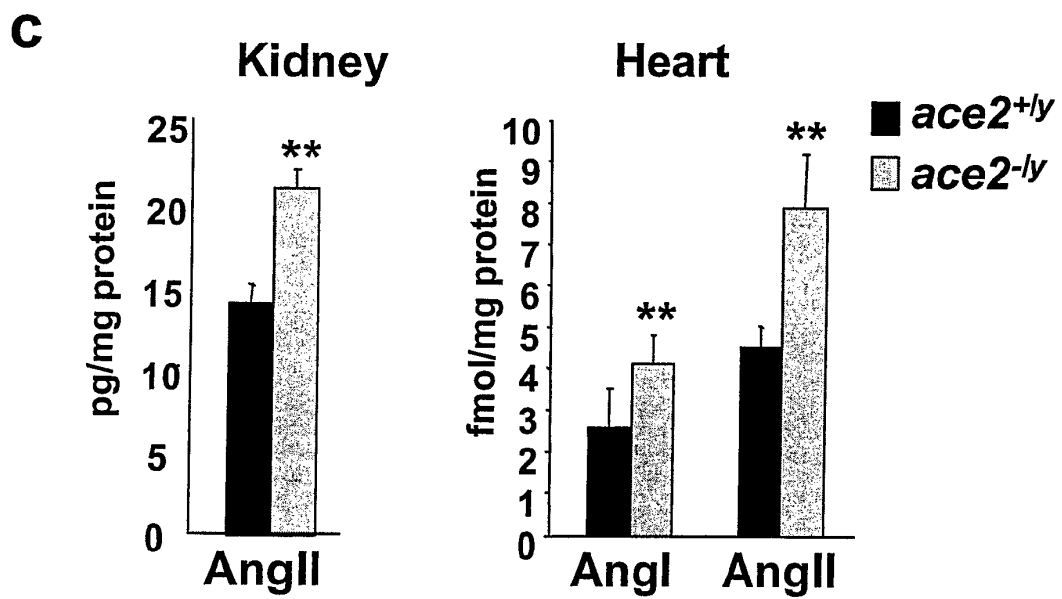 c
Kidney
Heart
ace2+/y
ace2-/y
pg/mg protein
25
20
15
10
5
0
**
AngII
fmol/mg protein
10
9
8
7
6
5
4
3
2
1
0
**
**
AngI
AngII